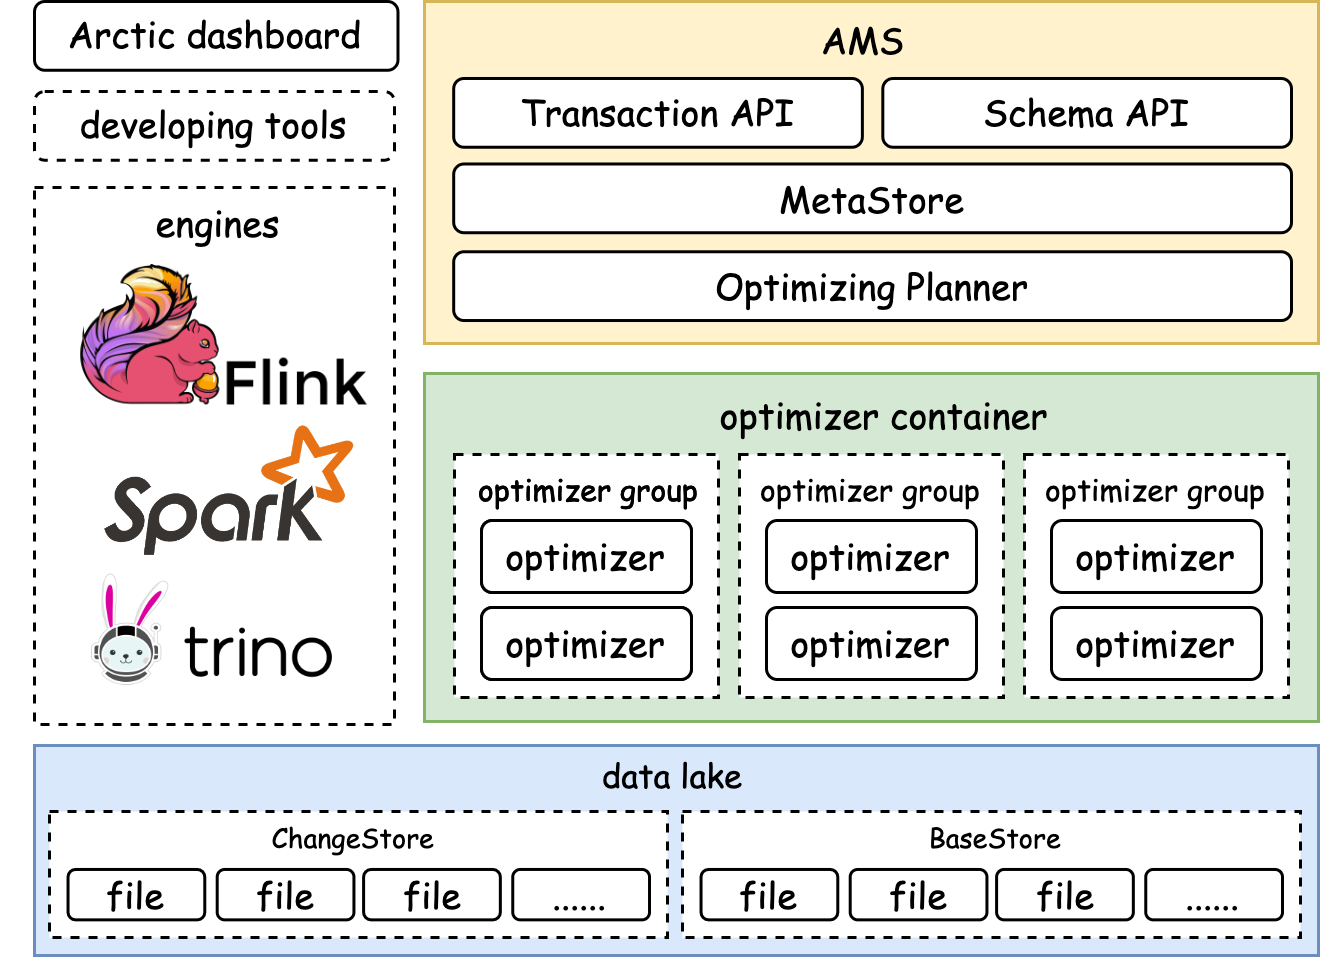 Arctic dashboard
developing tools
engines
Flink
Spark
trino
AMS
Transaction API
Schema API
MetaStore
Optimizing Planner
optimizer container
optimizer group
optimizer
optimizer
optimizer group
optimizer
optimizer
optimizer group
optimizer
optimizer
data lake
ChangeStore
file
file
file
......
BaseStore
file
file
file
......